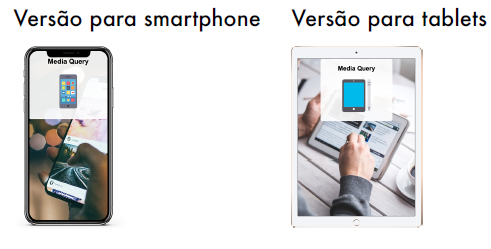 Versão para smartphone
Versão para tablets
Media Query
Media Query